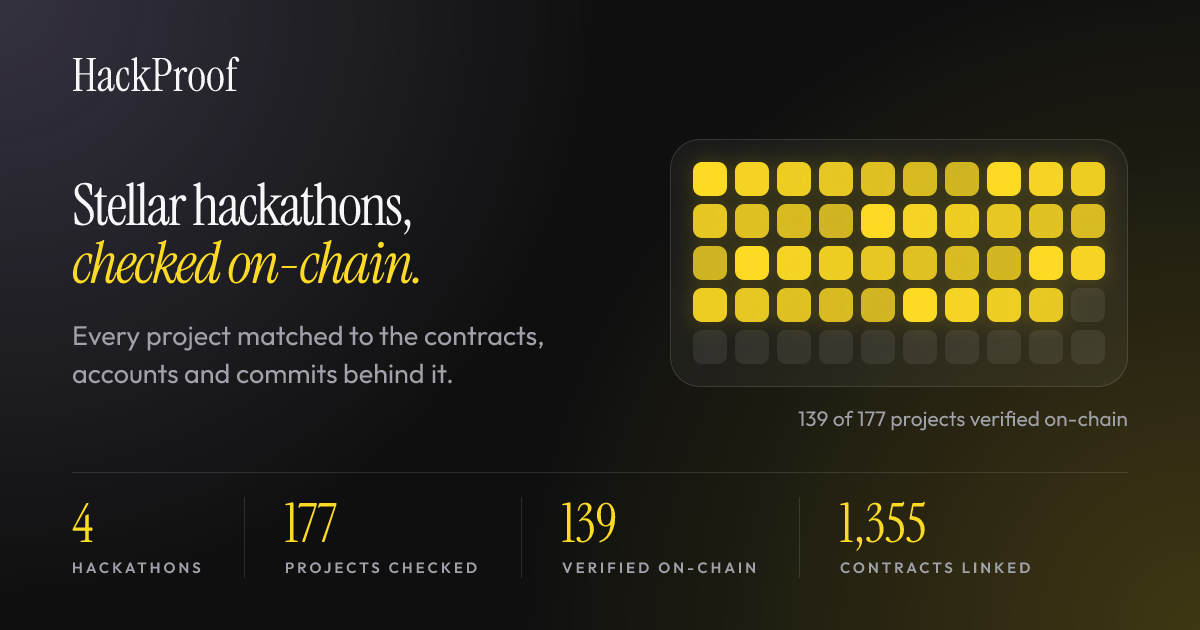 HackProof
Stellar hackathons,
checked on-chain.
Every project matched to the contracts,
accounts and commits behind it.
139 of 177 projects verified on-chain
4
HACKATHONS
177
PROJECTS CHECKED
139
VERIFIED ON-CHAIN
1,355
CONTRACTS LINKED